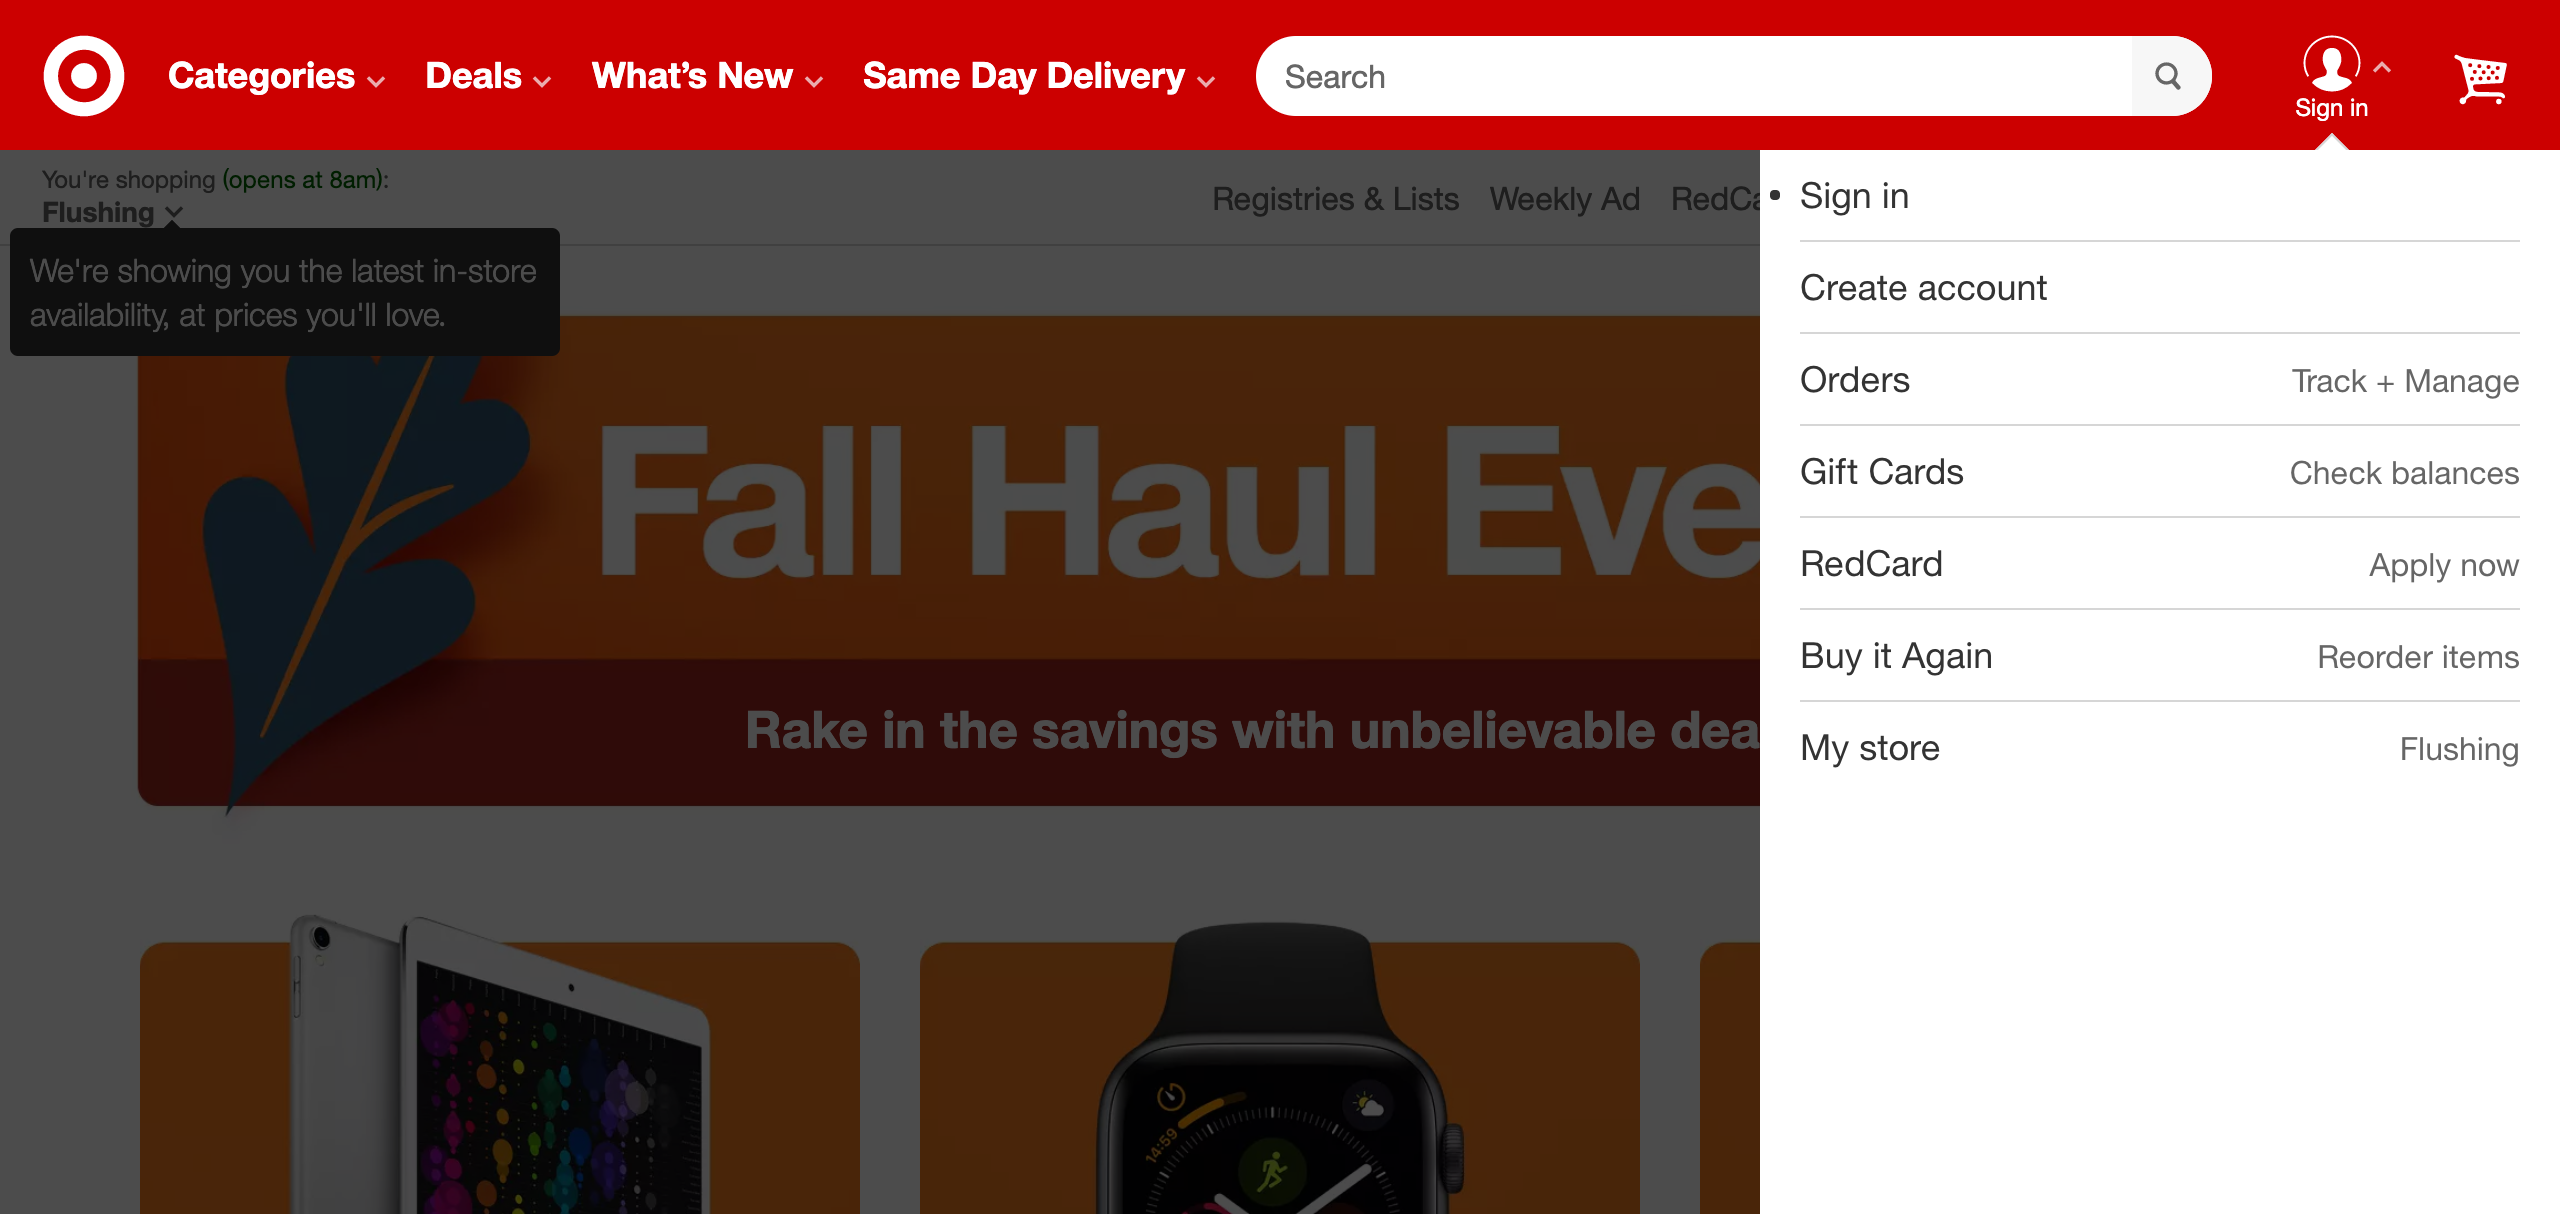 Categories
Deals
What's New
Same Day Delivery
Search
Sign in
You're shopping (opens at 8am):
Flushing
Registries & Lists
Weekly Ad
We're showing you the latest in-store
availability, at prices you'll love.
Fall Haul Eve
Rake in the savings with unbelievable dea
14:59
• Sign in
Create account
Orders Track + Manage
Gift Cards Check balances
RedCard Apply now
Buy it Again Reorder items
My store Flushing